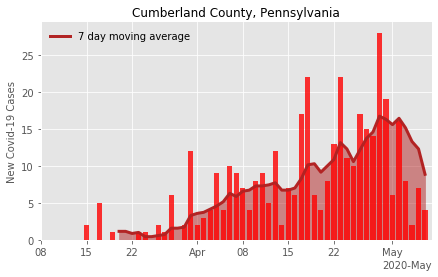 Cumberland County, Pennsylvania
7 day moving average
New Covid-19 Cases
25
20
15
10
5
0
08 15 22 Apr 08 15 22 May
2020-May